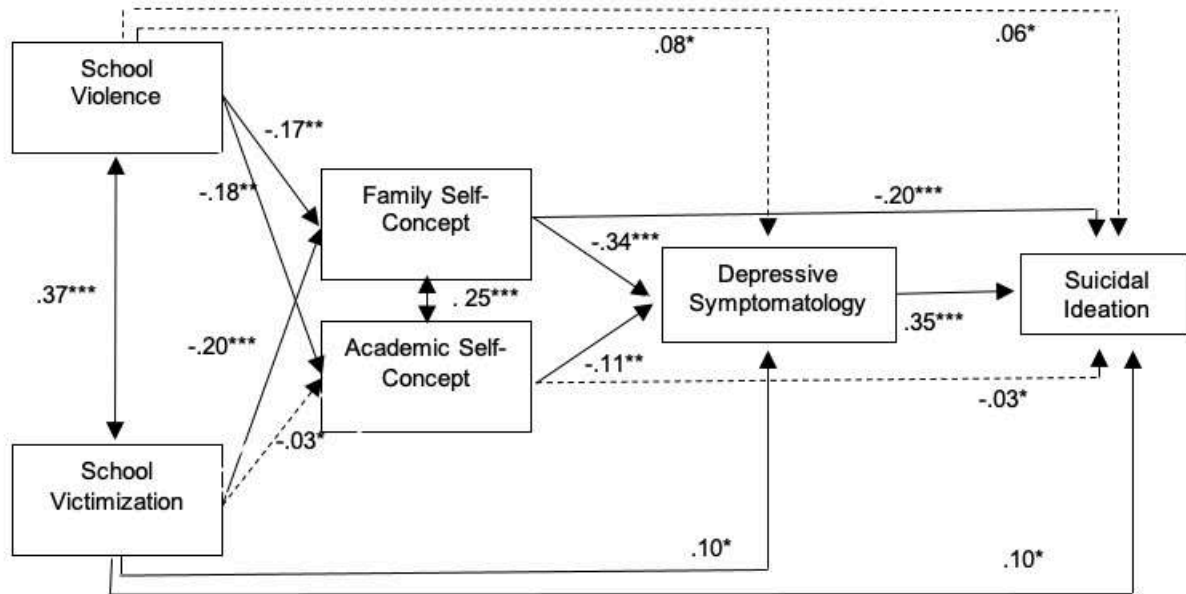 .08*
.06*
School
Violence
-.17**
-.18**
Family Self-
Concept
-.20***
-.34***
Depressive
Symptomatology
Suicidal
Ideation
.37***
. 25***
.35***
-.20***
Academic Self-
Concept
-.11**
-.03*
-.03*
School
Victimization
.10*
.10*